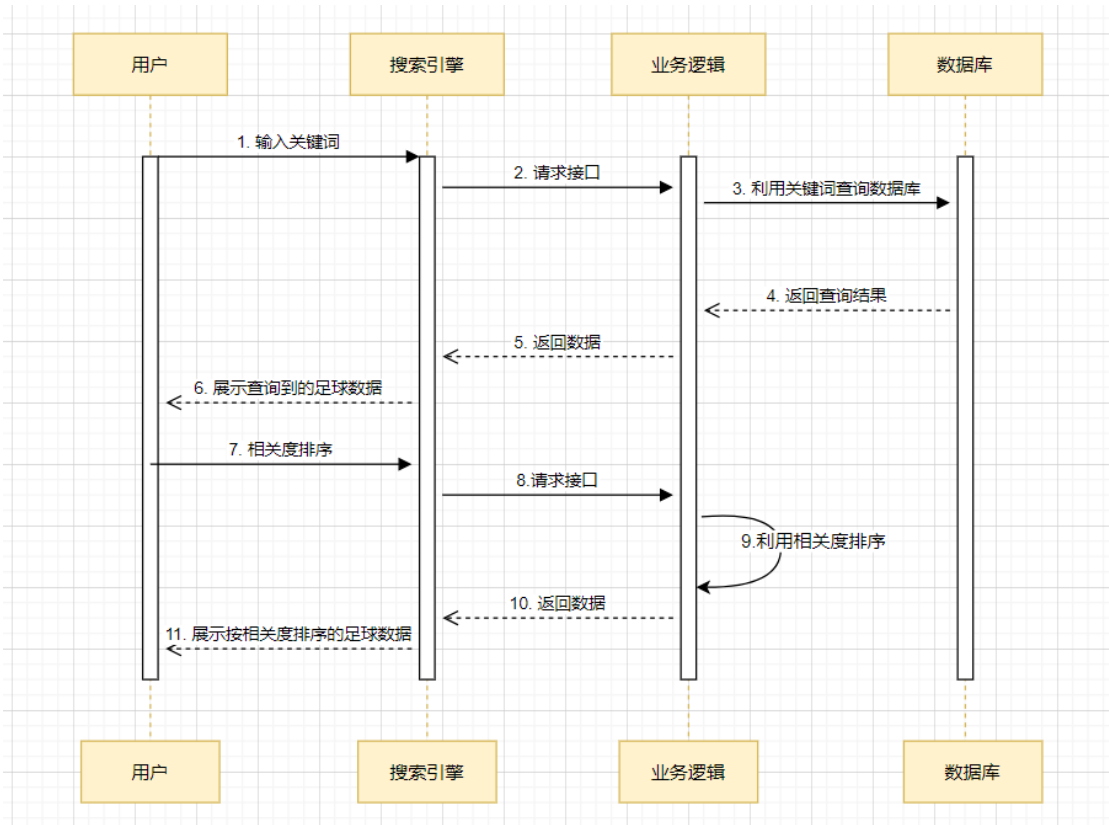 用户
搜索引擎
业务逻辑
数据库
1. 输入关键词
2. 请求接口
3. 利用关键词查询数据库
4. 返回查询结果
5. 返回数据
6. 展示查询到的足球数据
7. 相关度排序
8.请求接口
9.利用相关度排序
10. 返回数据
11. 展示按相关度排序的足球数据
用户
搜索引擎
业务逻辑
数据库